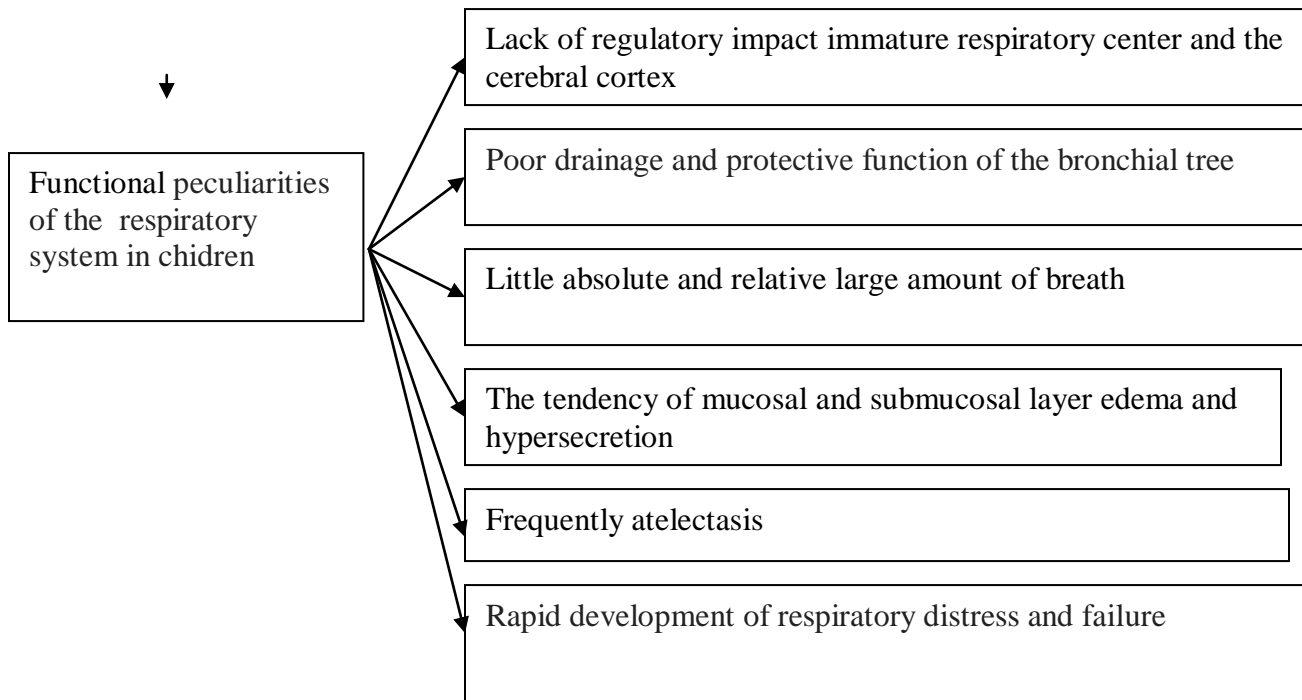 Lack of regulatory impact immature respiratory center and the
cerebral cortex
Poor drainage and protective function of the bronchial tree
Functional peculiarities
of the respiratory
system in chidren
Little absolute and relative large amount of breath
The tendency of mucosal and submucosal layer edema and
hypersecretion
Frequently atelectasis
Rapid development of respiratory distress and failure